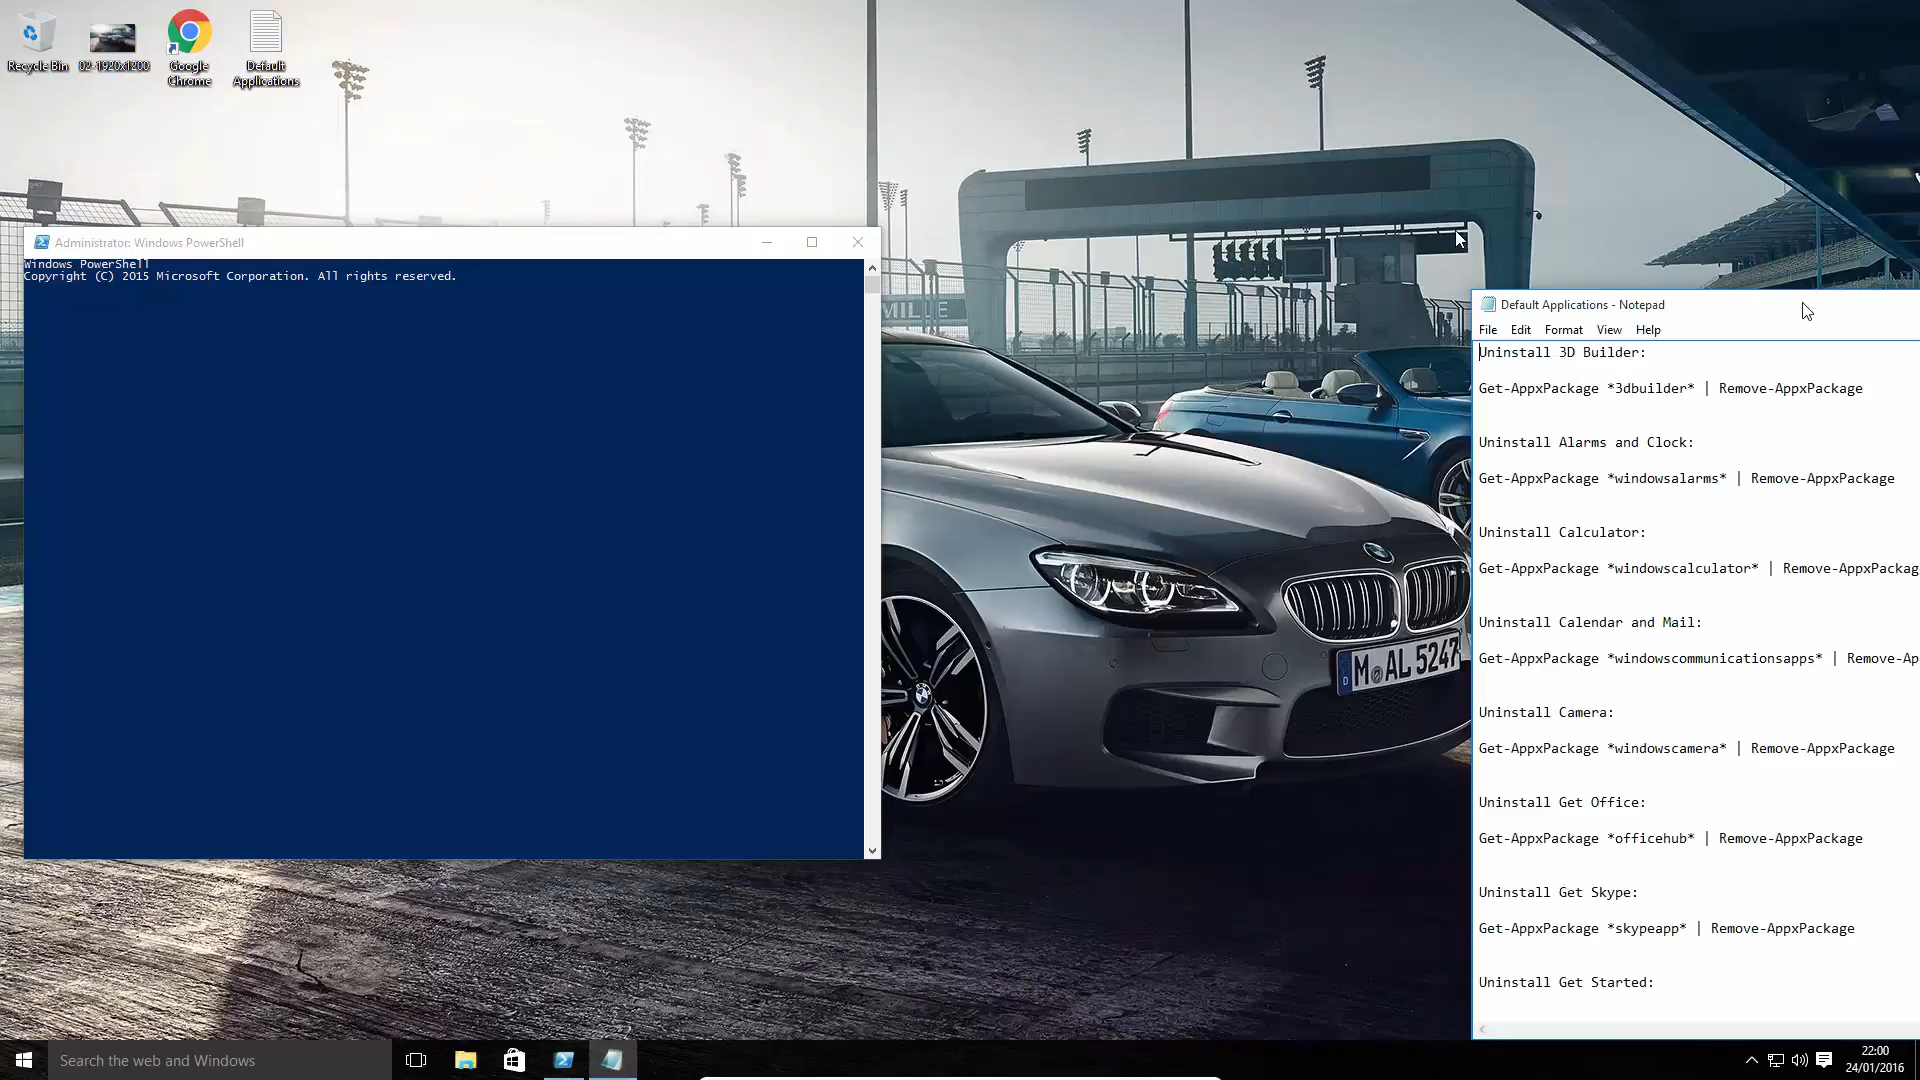 Recycle Bin
02-1920x1200
Google Chrome
Default Applications
Administrator: Windows PowerShell
Windows PowerShell
Copyright (C) 2015 Microsoft Corporation. All rights reserved.
MILLE
M AL 5247
Default Applications - Notepad
File Edit Format View Help
Uninstall 3D Builder:
Get-AppxPackage *3dbuilder* | Remove-AppxPackage
Uninstall Alarms and Clock:
Get-AppxPackage *windowsalarms* | Remove-AppxPackage
Uninstall Calculator:
Get-AppxPackage *windowscalculator* | Remove-AppxPackag
Uninstall Calendar and Mail:
Get-AppxPackage *windowscommunicationsapps* | Remove-Ap
Uninstall Camera:
Get-AppxPackage *windowscamera* | Remove-AppxPackage
Uninstall Get Office:
Get-AppxPackage *officehub* | Remove-AppxPackage
Uninstall Get Skype:
Get-AppxPackage *skypeapp* | Remove-AppxPackage
Uninstall Get Started:
Search the web and Windows
22:00
24/01/2016